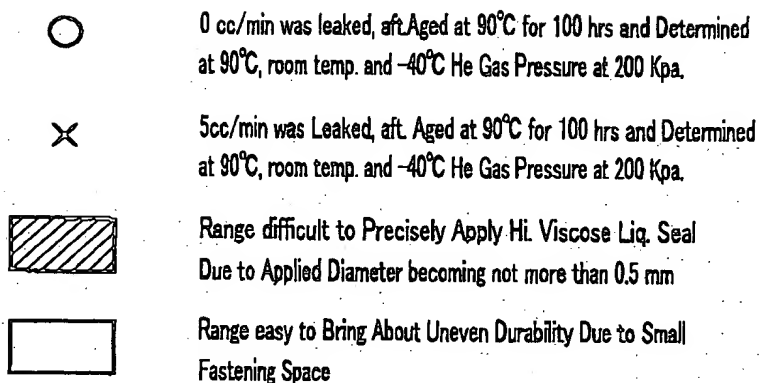 0 cc/min was leaked, aft.Aged at 90°C for 100 hrs and Determined
at 90°C, room temp. and -40°C He Gas Pressure at 200 Kpa.
5cc/min was Leaked, aft. Aged at 90°C for 100 hrs and Determined
at 90°C, room temp. and -40°C He Gas Pressure at 200 Kpa.
Range difficult to Precisely Apply Hi. Viscose Liq. Seal
Due to Applied Diameter becoming not more than 0.5 mm
Range easy to Bring About Uneven Durability Due to Small
Fastening Space